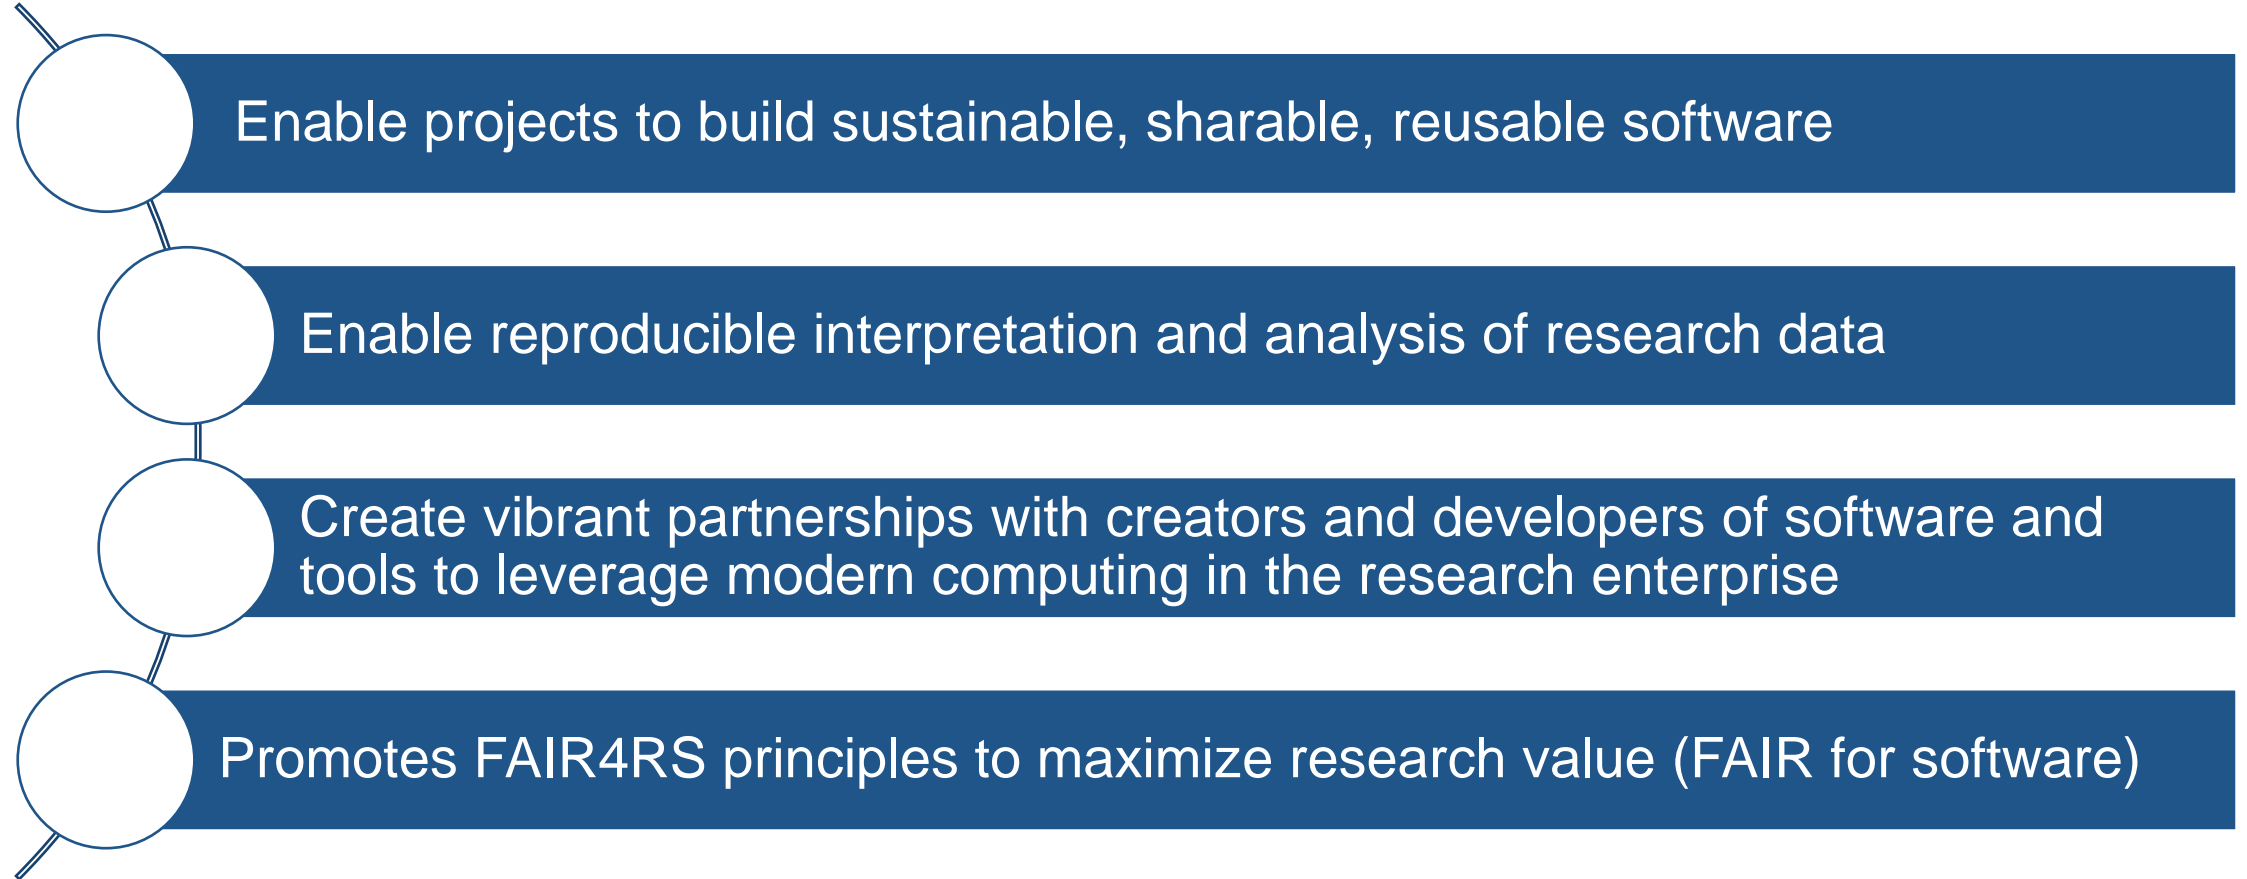 Enable projects to build sustainable, sharable, reusable software
Enable reproducible interpretation and analysis of research data
Create vibrant partnerships with creators and developers of software and
tools to leverage modern computing in the research enterprise
Promotes FAIR4RS principles to maximize research value (FAIR for software)